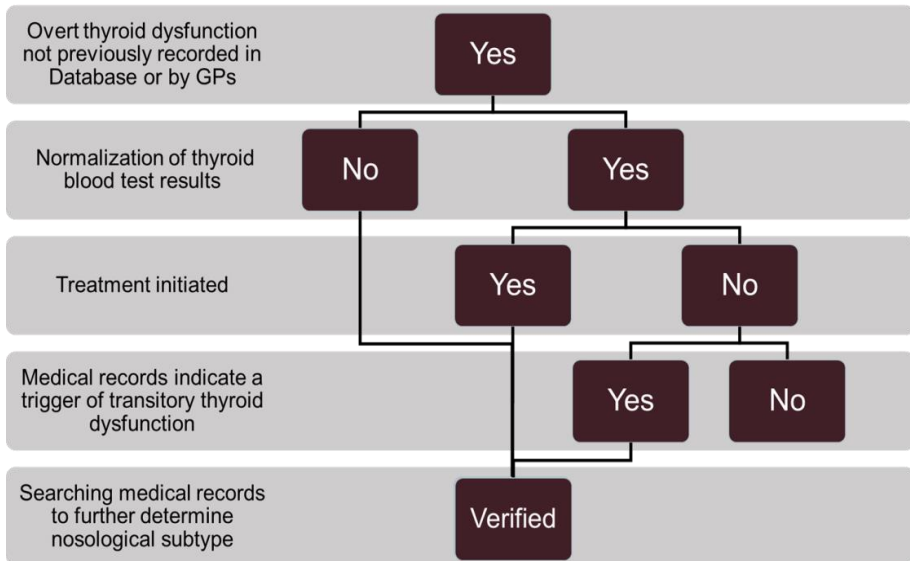 Overt thyroid dysfunction
not previously recorded in
Database or by GPs
Yes
Normalization of thyroid
blood test results
No
Yes
Treatment initiated
Yes
No
Medical records indicate a
trigger of transitory thyroid
dysfunction
Yes
No
Searching medical records
to further determine
nosological subtype
Verified